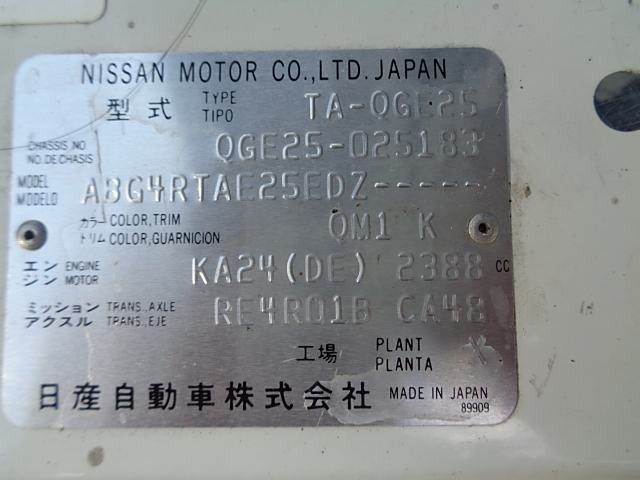 NISSAN MOTOR CO.,LTD. JAPAN
型式 TYPE TIPO TA-QGE25
CHASSIS NO. NO. DE CHASIS QGE25-025183
MODEL MODELO ABG4RTAE25EDZ-----
カラー COLOR,TRIM
トリム COLOR,GUARNICION QM1 K
エンジン ENGINE MOTOR KA24(DE) 2388 CC
ミッション TRANS., AXLE
アクスル TRANS., EJE RE4R01B CA48
工場 PLANT PLANTA
日産自動車株式会社 MADE IN JAPAN
89909